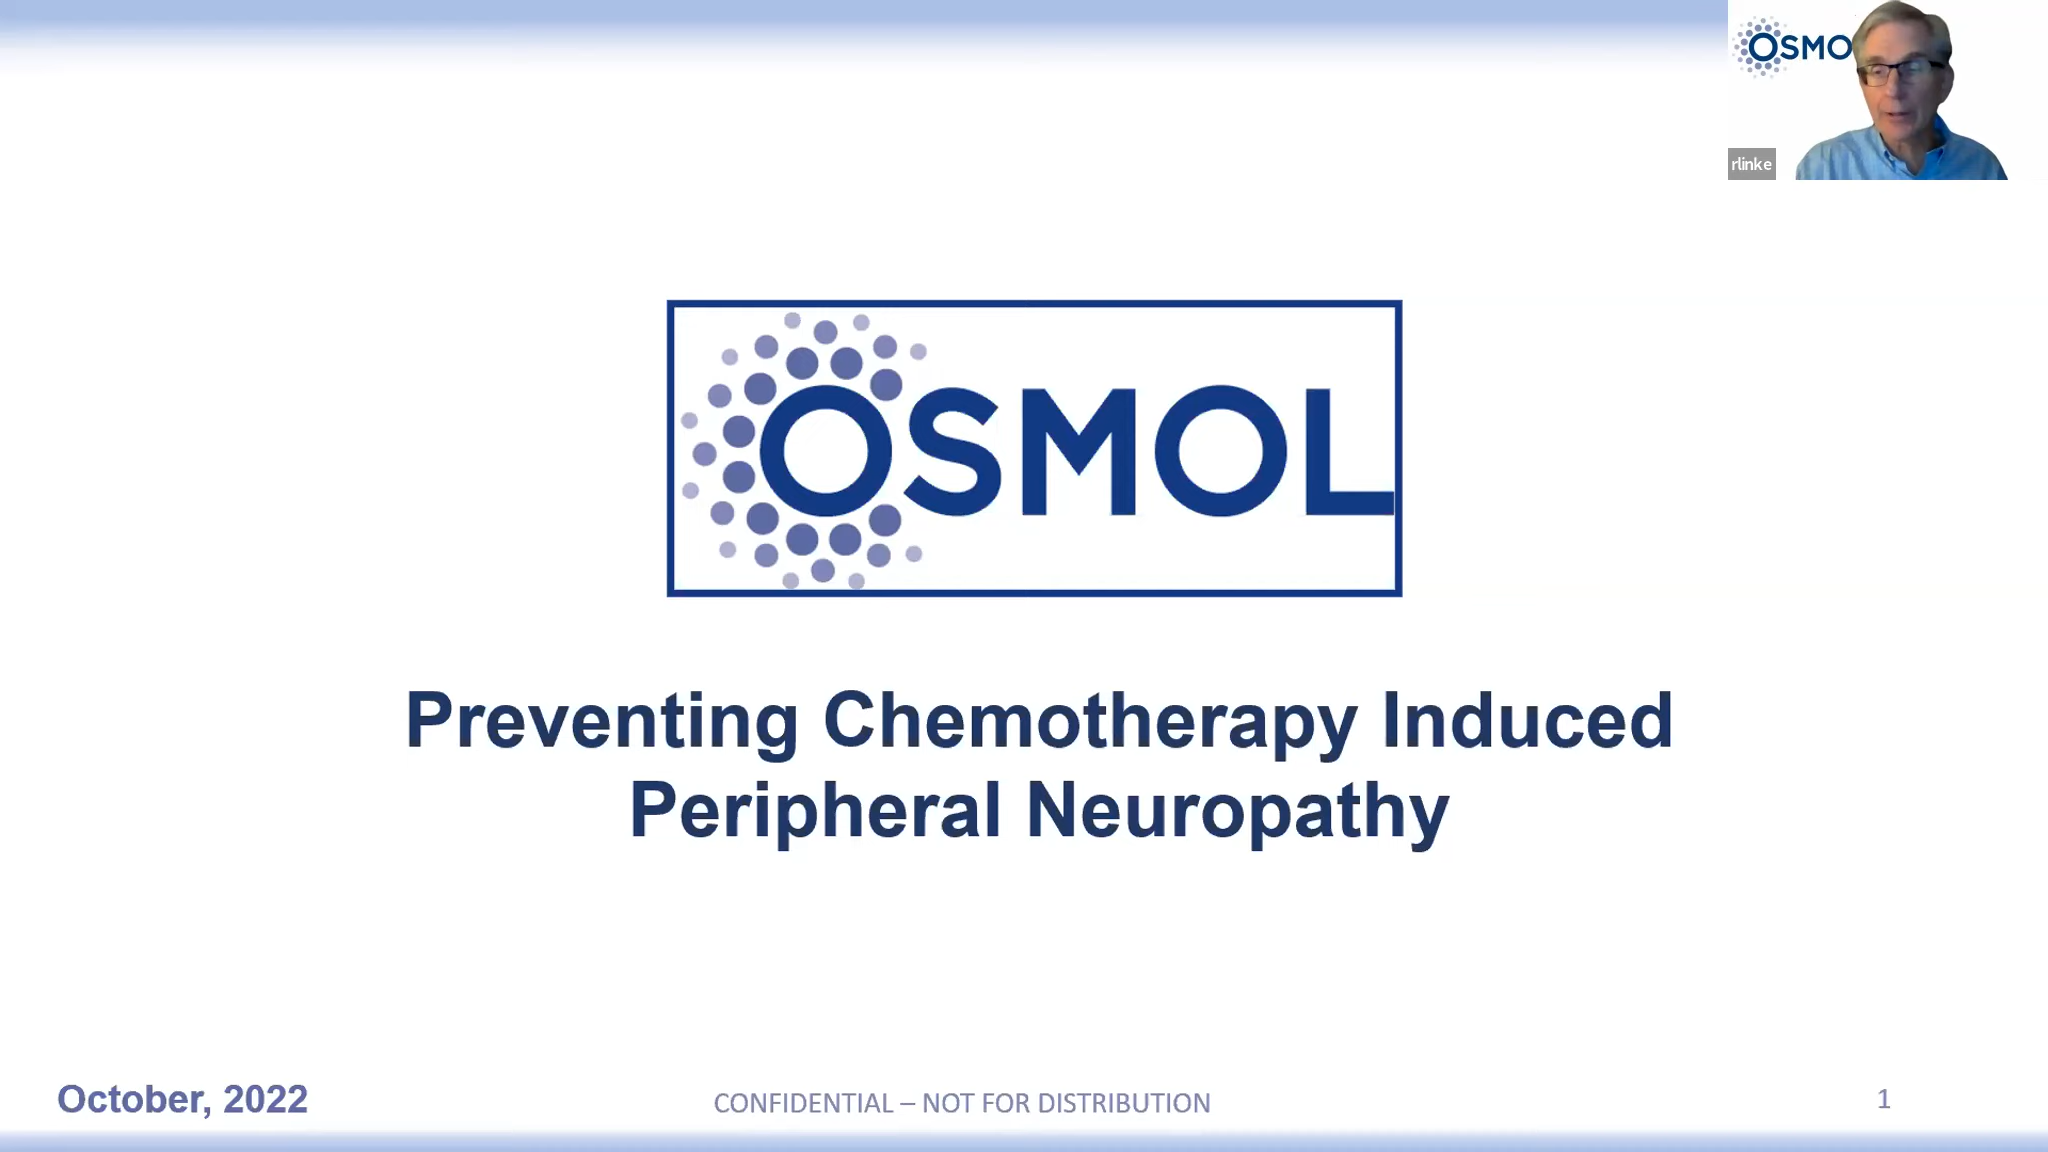 OSMO
rlinke
OSMOL
Preventing Chemotherapy Induced
Peripheral Neuropathy
October, 2022
CONFIDENTIAL – NOT FOR DISTRIBUTION
1